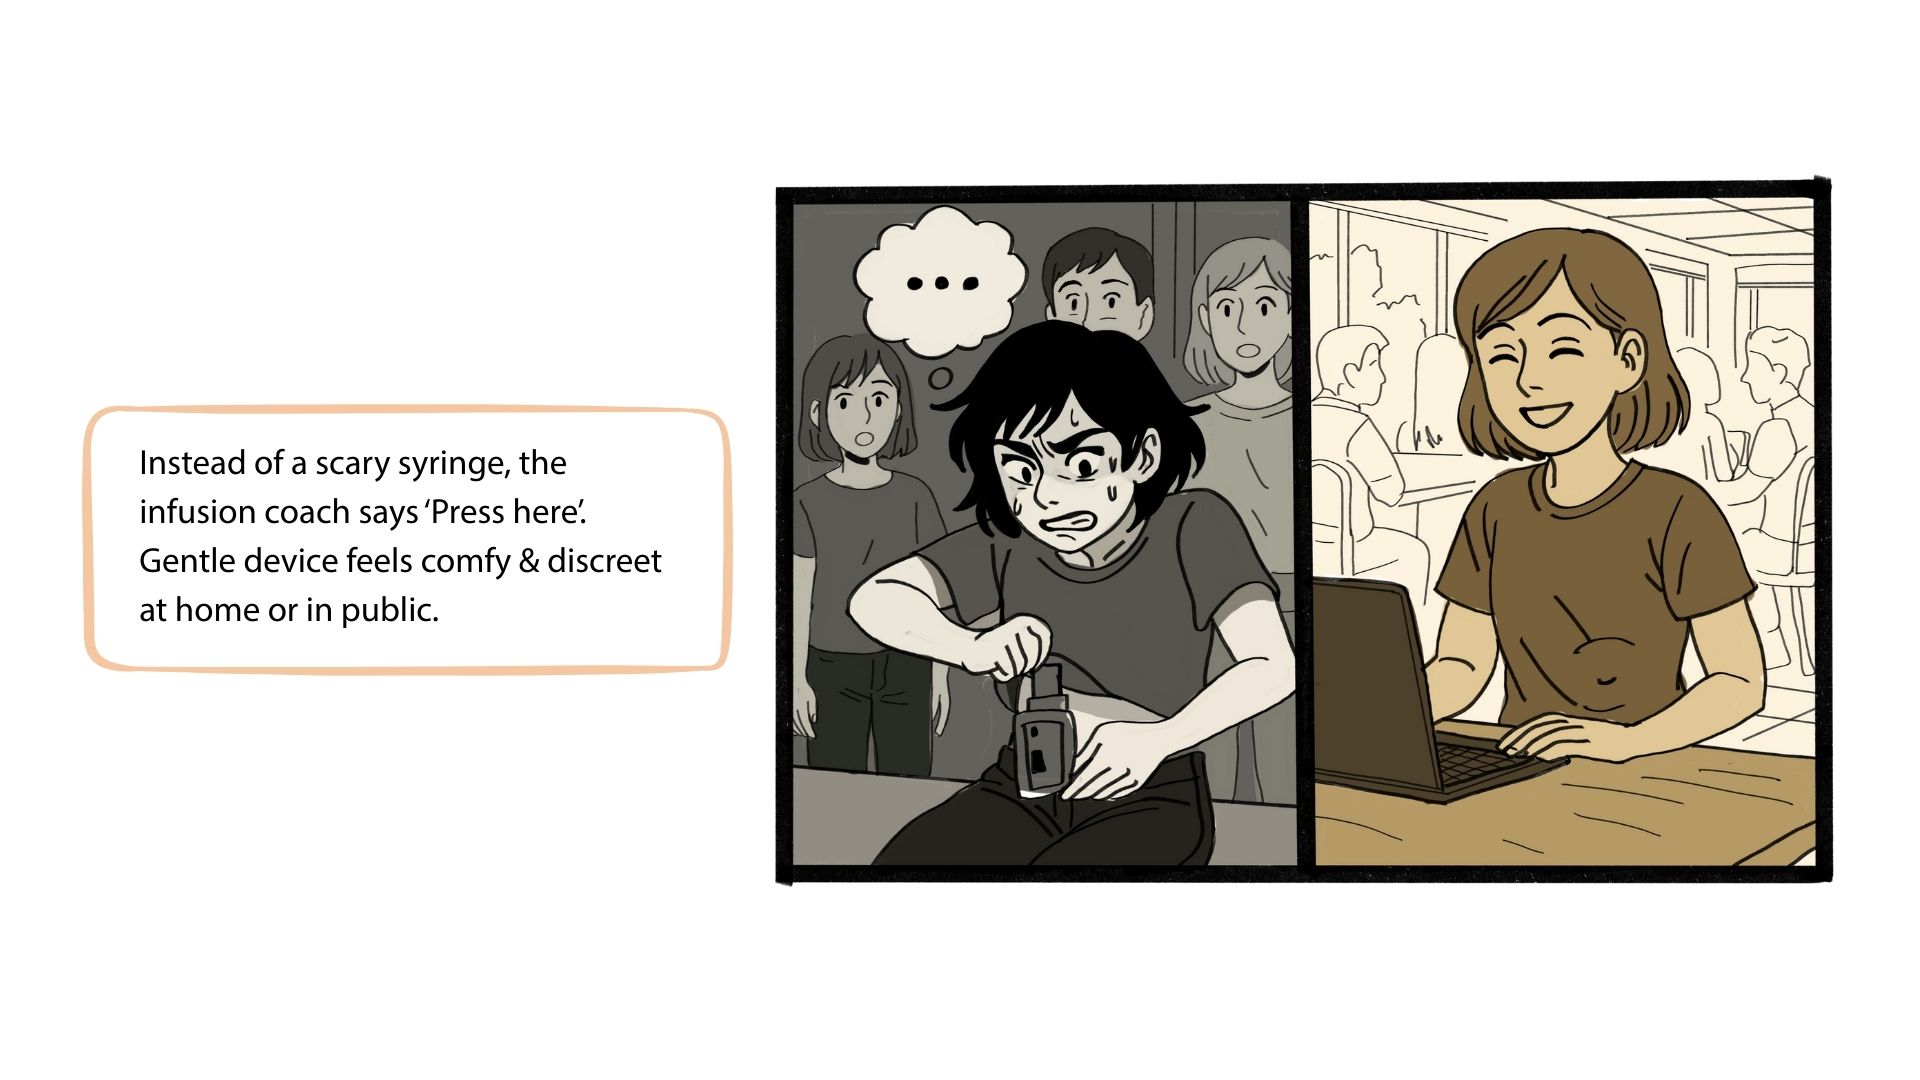 Instead of a scary syringe, the
infusion coach says ‘Press here’.
Gentle device feels comfy & discreet
at home or in public.
...